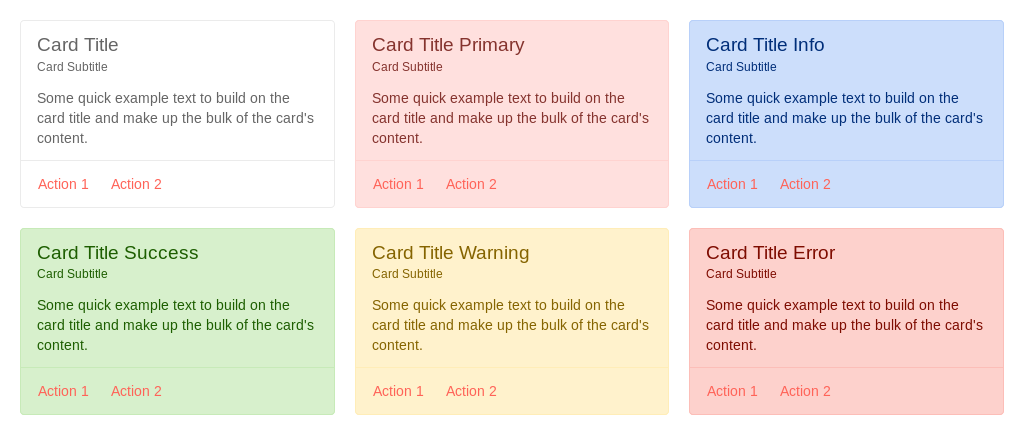 Card Title
Card Subtitle
Some quick example text to build on the
card title and make up the bulk of the card's
content.
Action 1 Action 2
Card Title Primary
Card Subtitle
Some quick example text to build on the
card title and make up the bulk of the card's
content.
Action 1 Action 2
Card Title Info
Card Subtitle
Some quick example text to build on the
card title and make up the bulk of the card's
content.
Action 1 Action 2
Card Title Success
Card Subtitle
Some quick example text to build on the
card title and make up the bulk of the card's
content.
Action 1 Action 2
Card Title Warning
Card Subtitle
Some quick example text to build on the
card title and make up the bulk of the card's
content.
Action 1 Action 2
Card Title Error
Card Subtitle
Some quick example text to build on the
card title and make up the bulk of the card's
content.
Action 1 Action 2